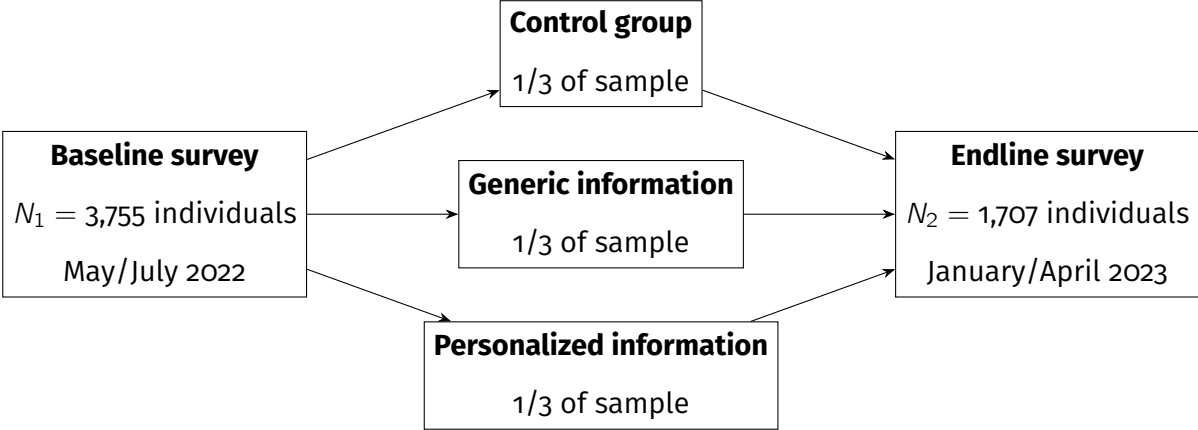 Control group
1/3 of sample
Baseline survey
N₁ = 3,755 individuals
May/July 2022
Generic information
1/3 of sample
Personalized information
1/3 of sample
Endline survey
N₂ = 1,707 individuals
January/April 2023